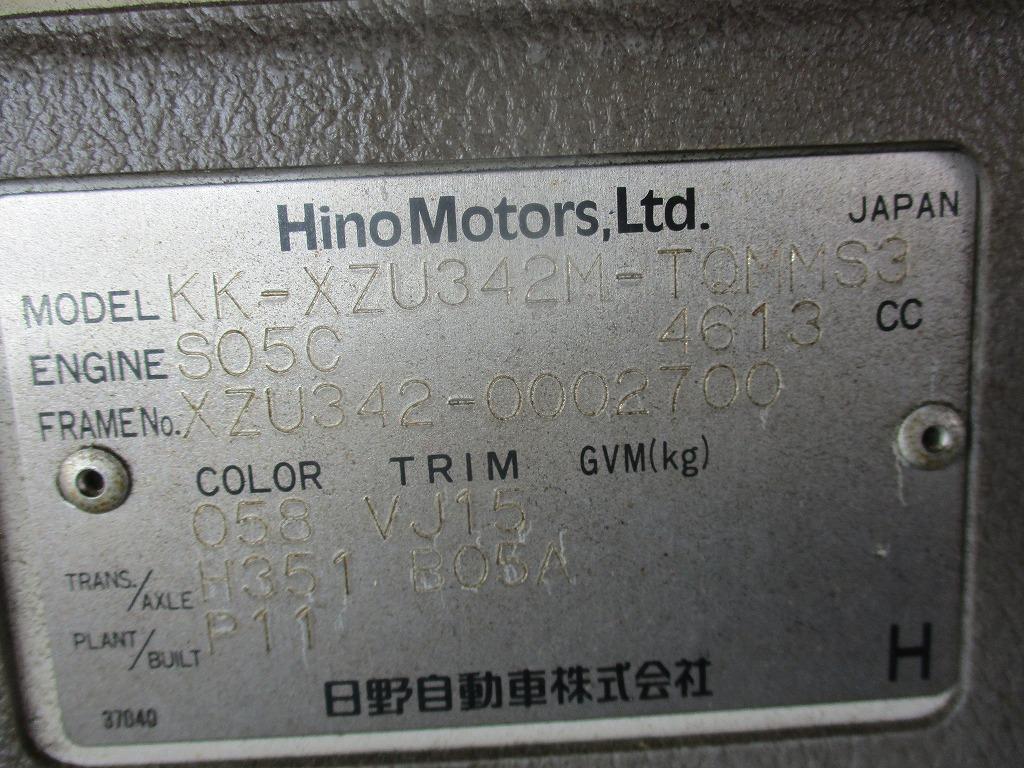 Hino Motors, Ltd. JAPAN
MODEL KK-XZU342M-TQMMS3
ENGINE S05C 4613 CC
FRAME No. XZU342-0002700
COLOR TRIM GVM(kg)
058 VJ15
TRANS./AXLE H351 B05A
PLANT/BUILT P11
H
日野自動車株式会社
37040